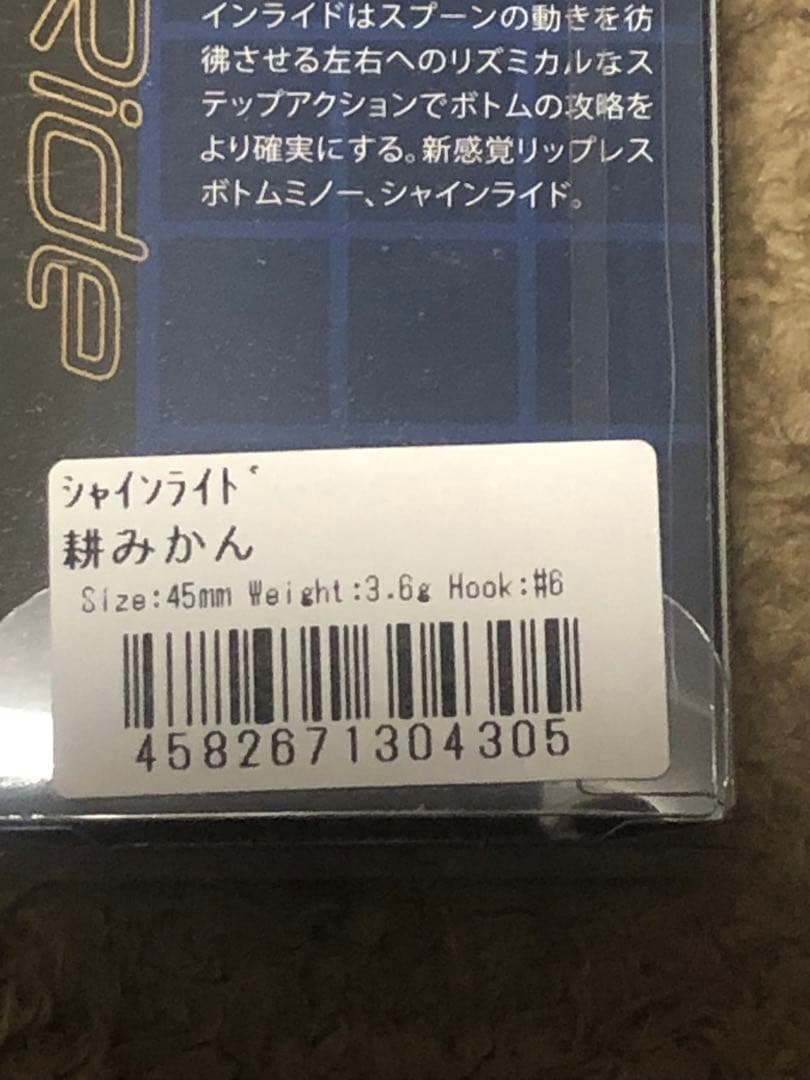 Ride
インライドはスプーンの動きを彷
彿させる左右へのリズミカルなス
テップアクションでボトムの攻略を
より確実にする。新感覚リップレス
ボトムミノー、シャインライド。
シャインライド
耕みかん
Size:45mm Weight:3.6g Hook:#6
4582671304305